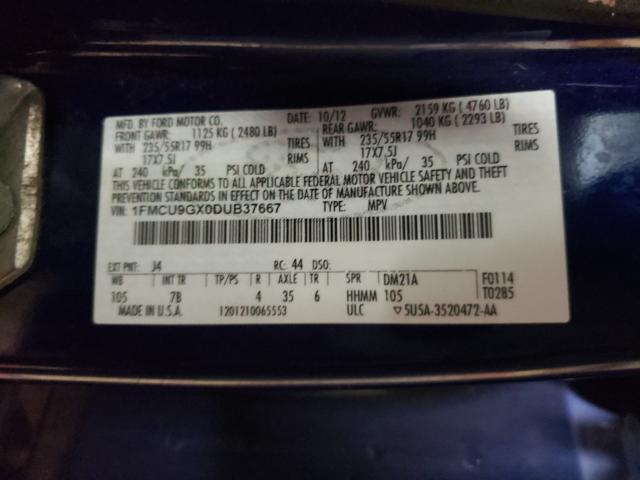 MFD. BY FORD MOTOR CO. DATE: 10/12 GVWR: 2159 KG ( 4760 LB)
FRONT GAWR: 1125 KG ( 2480 LB) REAR GAWR: 1040 KG ( 2293 LB)
WITH 235/55R17 99H TIRES WITH 235/55R17 99H TIRES
17X7.5J RIMS 17X7.5J RIMS
AT 240 kPa/ 35 PSI COLD AT 240 kPa/ 35 PSI COLD
THIS VEHICLE CONFORMS TO ALL APPLICABLE FEDERAL MOTOR VEHICLE SAFETY AND THEFT
PREVENTION STANDARDS IN EFFECT ON THE DATE OF MANUFACTURE SHOWN ABOVE.
VIN: 1FMCU9GX0DUB37667 TYPE: MPV
EXT PNT: J4 RC: 44 DSO:
WB INT TR TP/PS R AXLE TR SPR DM21A F0114
105 7B 4 35 6 HHMM 105 T0285
MADE IN U.S.A. 1201210065553 ULC ▽5U5A-3520472-AA